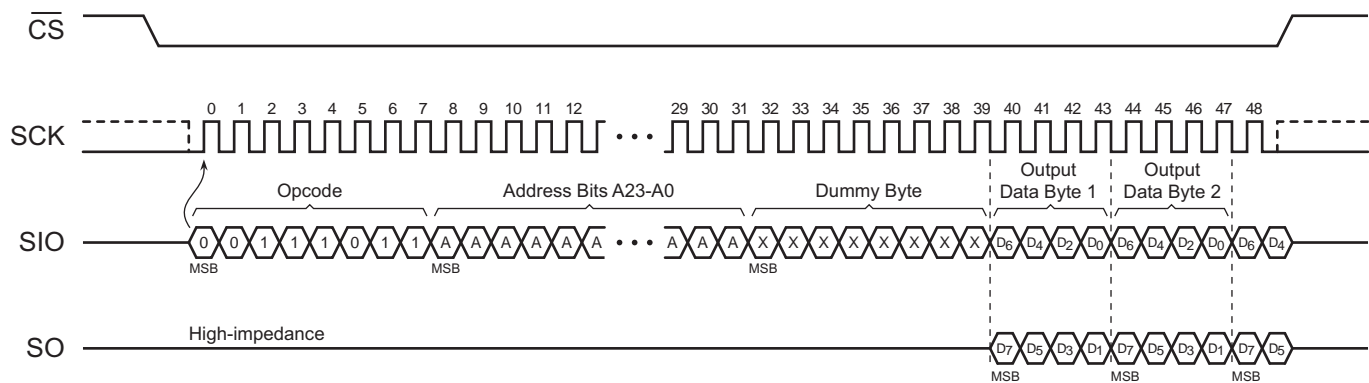 CS
SCK
0 1 2 3 4 5 6 7 8 9 10 11 12 29 30 31 32 33 34 35 36 37 38 39 40 41 42 43 44 45 46 47 48
Opcode
Address Bits A23-A0
Dummy Byte
Output
Data Byte 1
Output
Data Byte 2
SIO
0 0 1 1 1 0 1 1 A A A A A A A A A X X X X X X X X D6 D4 D2 D0 D6 D4 D2 D0 D6 D4
MSB MSB MSB
High-impedance
SO
D7 D5 D3 D1 D7 D5 D3 D1 D7 D5
MSB MSB MSB